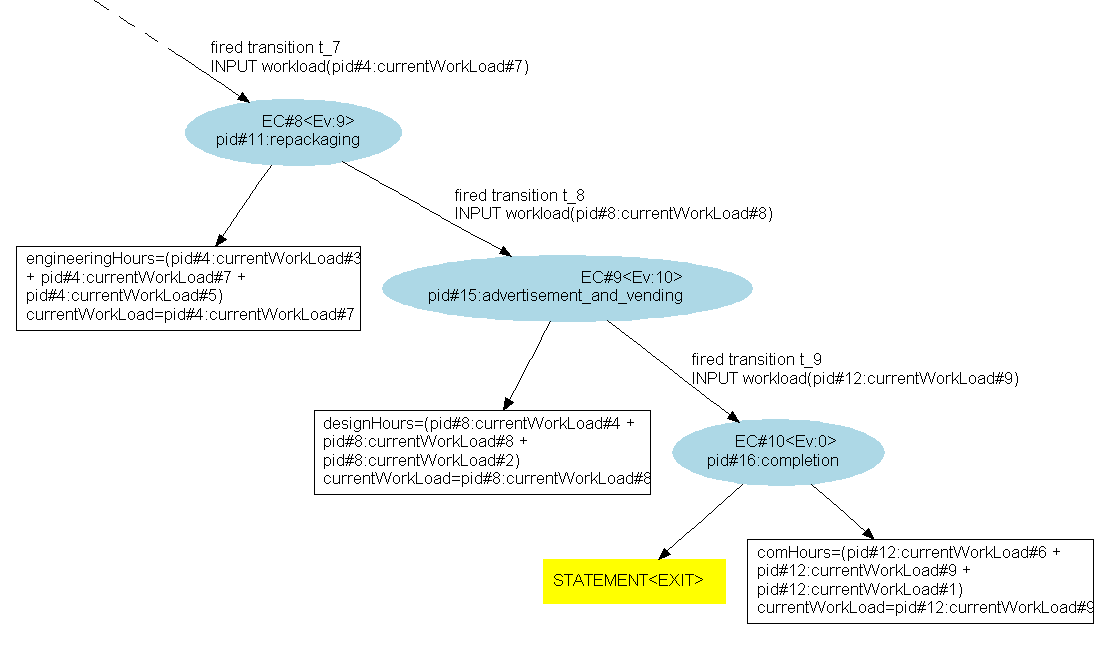 fired transition t_7
INPUT workload(pid#4:currentWorkLoad#7)
EC#8<Ev:9>
pid#11:repackaging
fired transition t_8
INPUT workload(pid#8:currentWorkLoad#8)
engineeringHours=(pid#4:currentWorkLoad#3
+ pid#4:currentWorkLoad#7 +
pid#4:currentWorkLoad#5)
currentWorkLoad=pid#4:currentWorkLoad#7
EC#9<Ev:10>
pid#15:advertisement_and_vending
fired transition t_9
INPUT workload(pid#12:currentWorkLoad#9)
designHours=(pid#8:currentWorkLoad#4 +
pid#8:currentWorkLoad#8 +
pid#8:currentWorkLoad#2)
currentWorkLoad=pid#8:currentWorkLoad#8
EC#10<Ev:0>
pid#16:completion
STATEMENT<EXIT>
comHours=(pid#12:currentWorkLoad#6 +
pid#12:currentWorkLoad#9 +
pid#12:currentWorkLoad#1)
currentWorkLoad=pid#12:currentWorkLoad#9